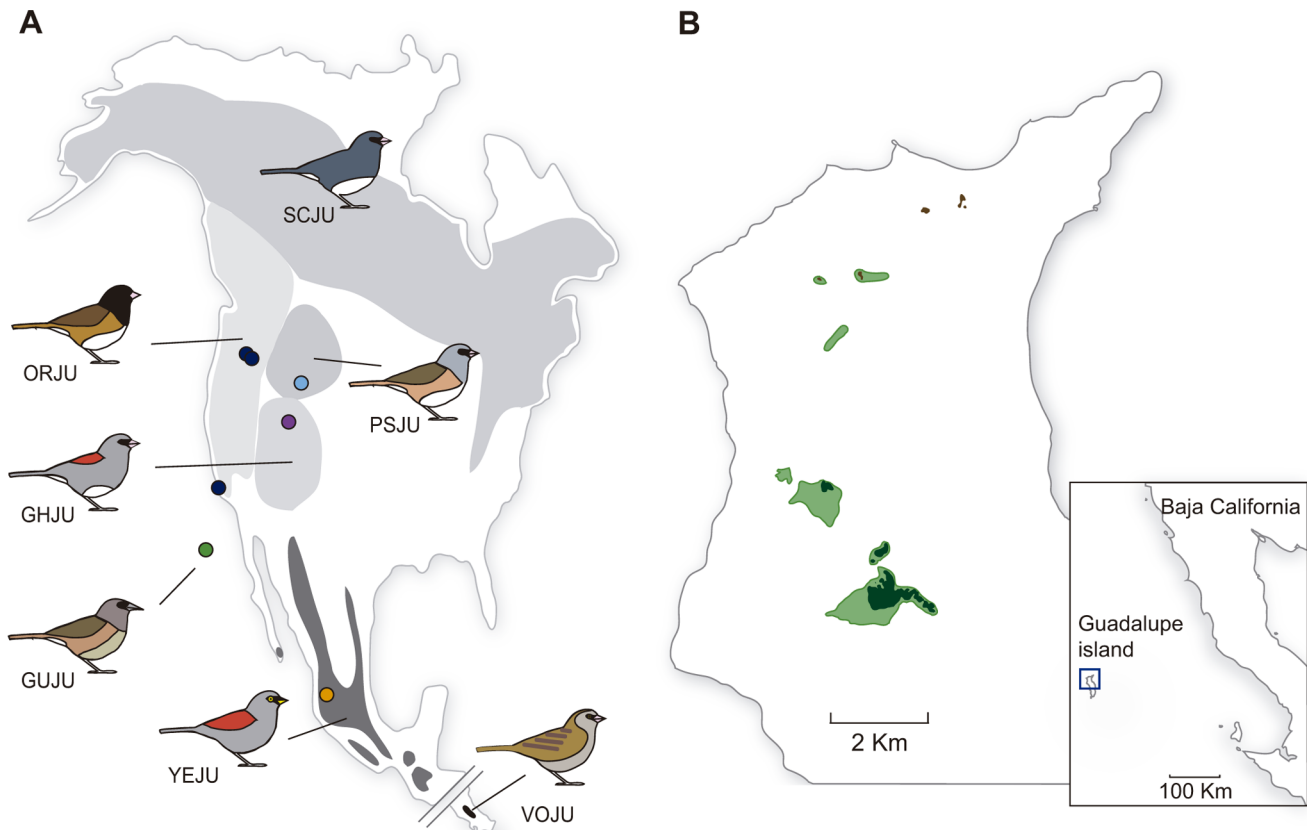 A
SCJU
ORJU
PSJU
GHJU
GUJU
YEJU
VOJU
B
2 Km
Baja California
Guadalupe
island
100 Km